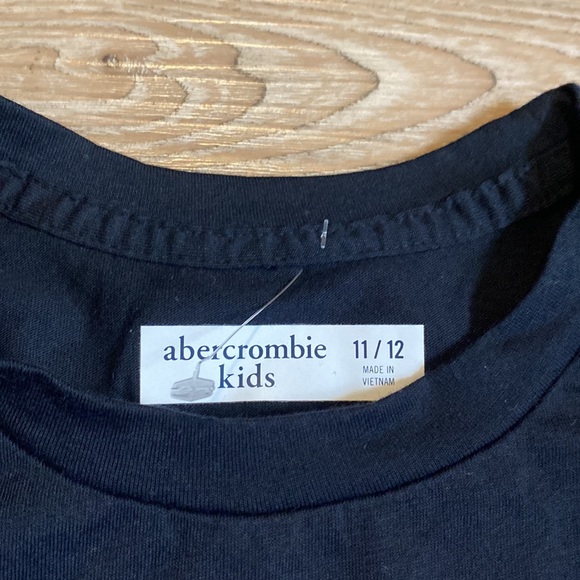 abercrombie
kids
11 / 12
MADE IN
VIETNAM